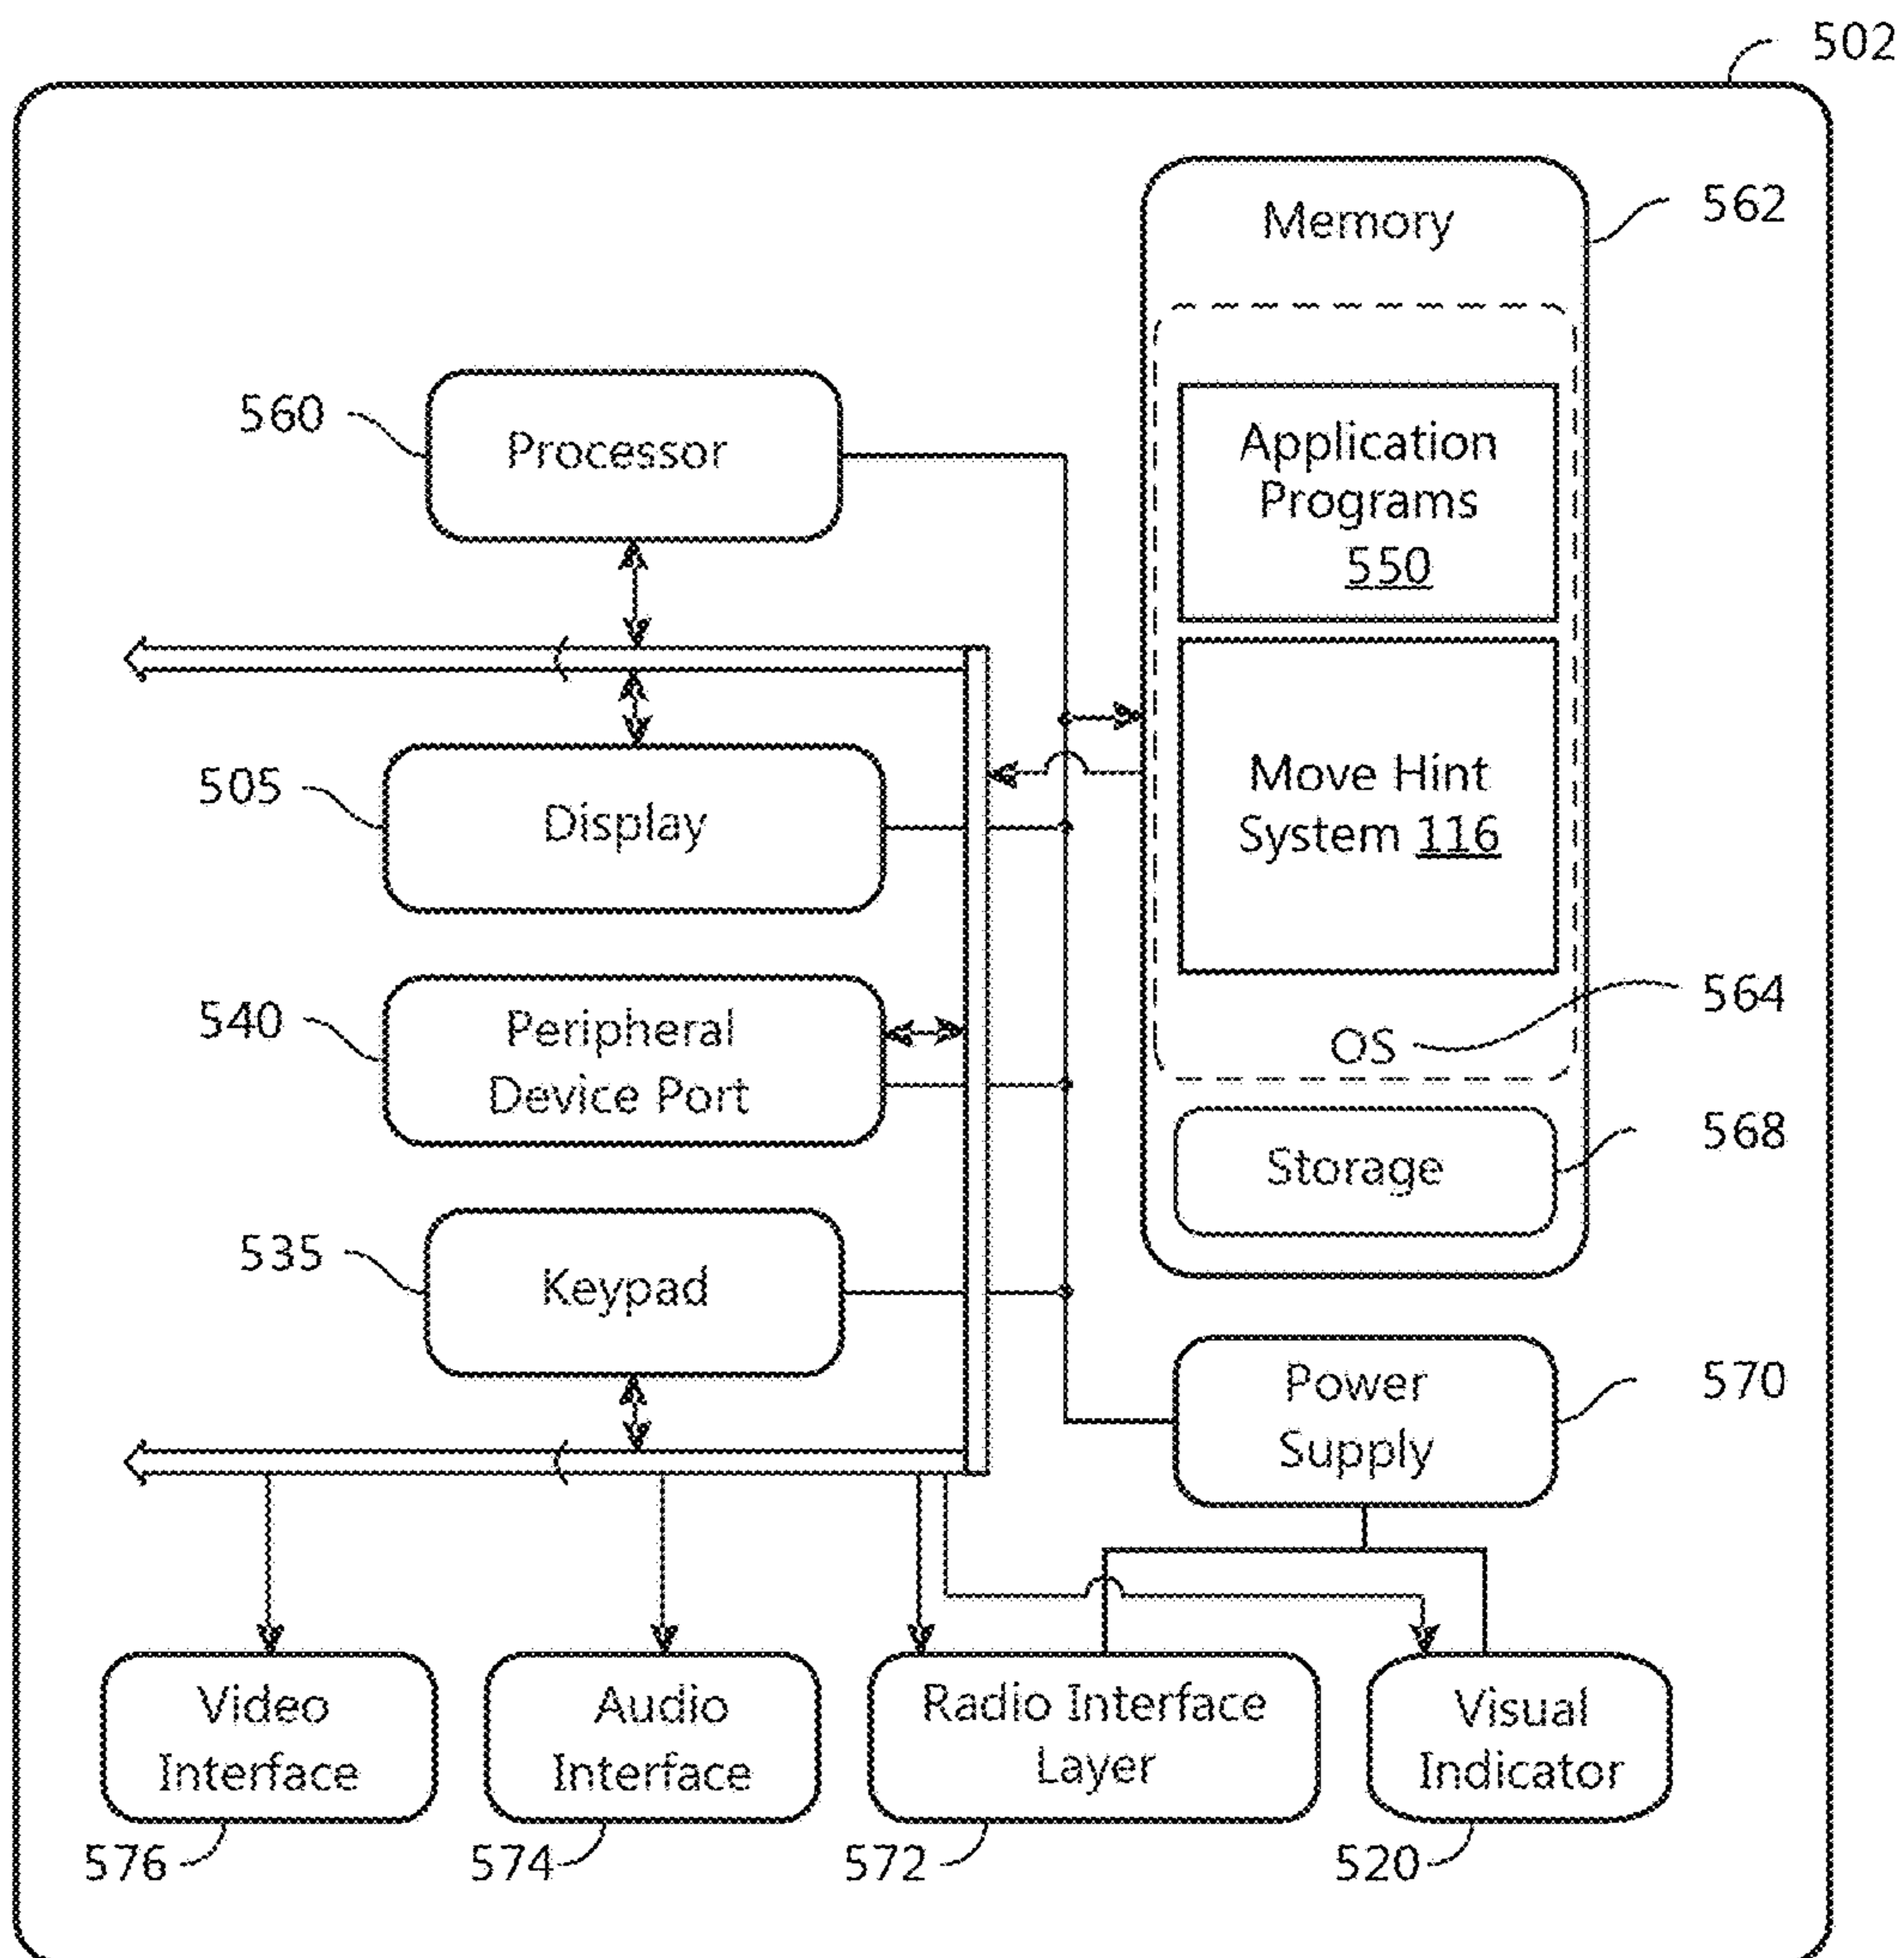 502
Memory
562
Application
Programs
550
560
Processor
Move Hint
System 116
505
Display
564
OS
540
Peripheral
Device Port
568
Storage
535
Keypad
Power
Supply
570
Video
Interface
Audio
Interface
Radio Interface
Layer
Visual
Indicator
576
574
572
520